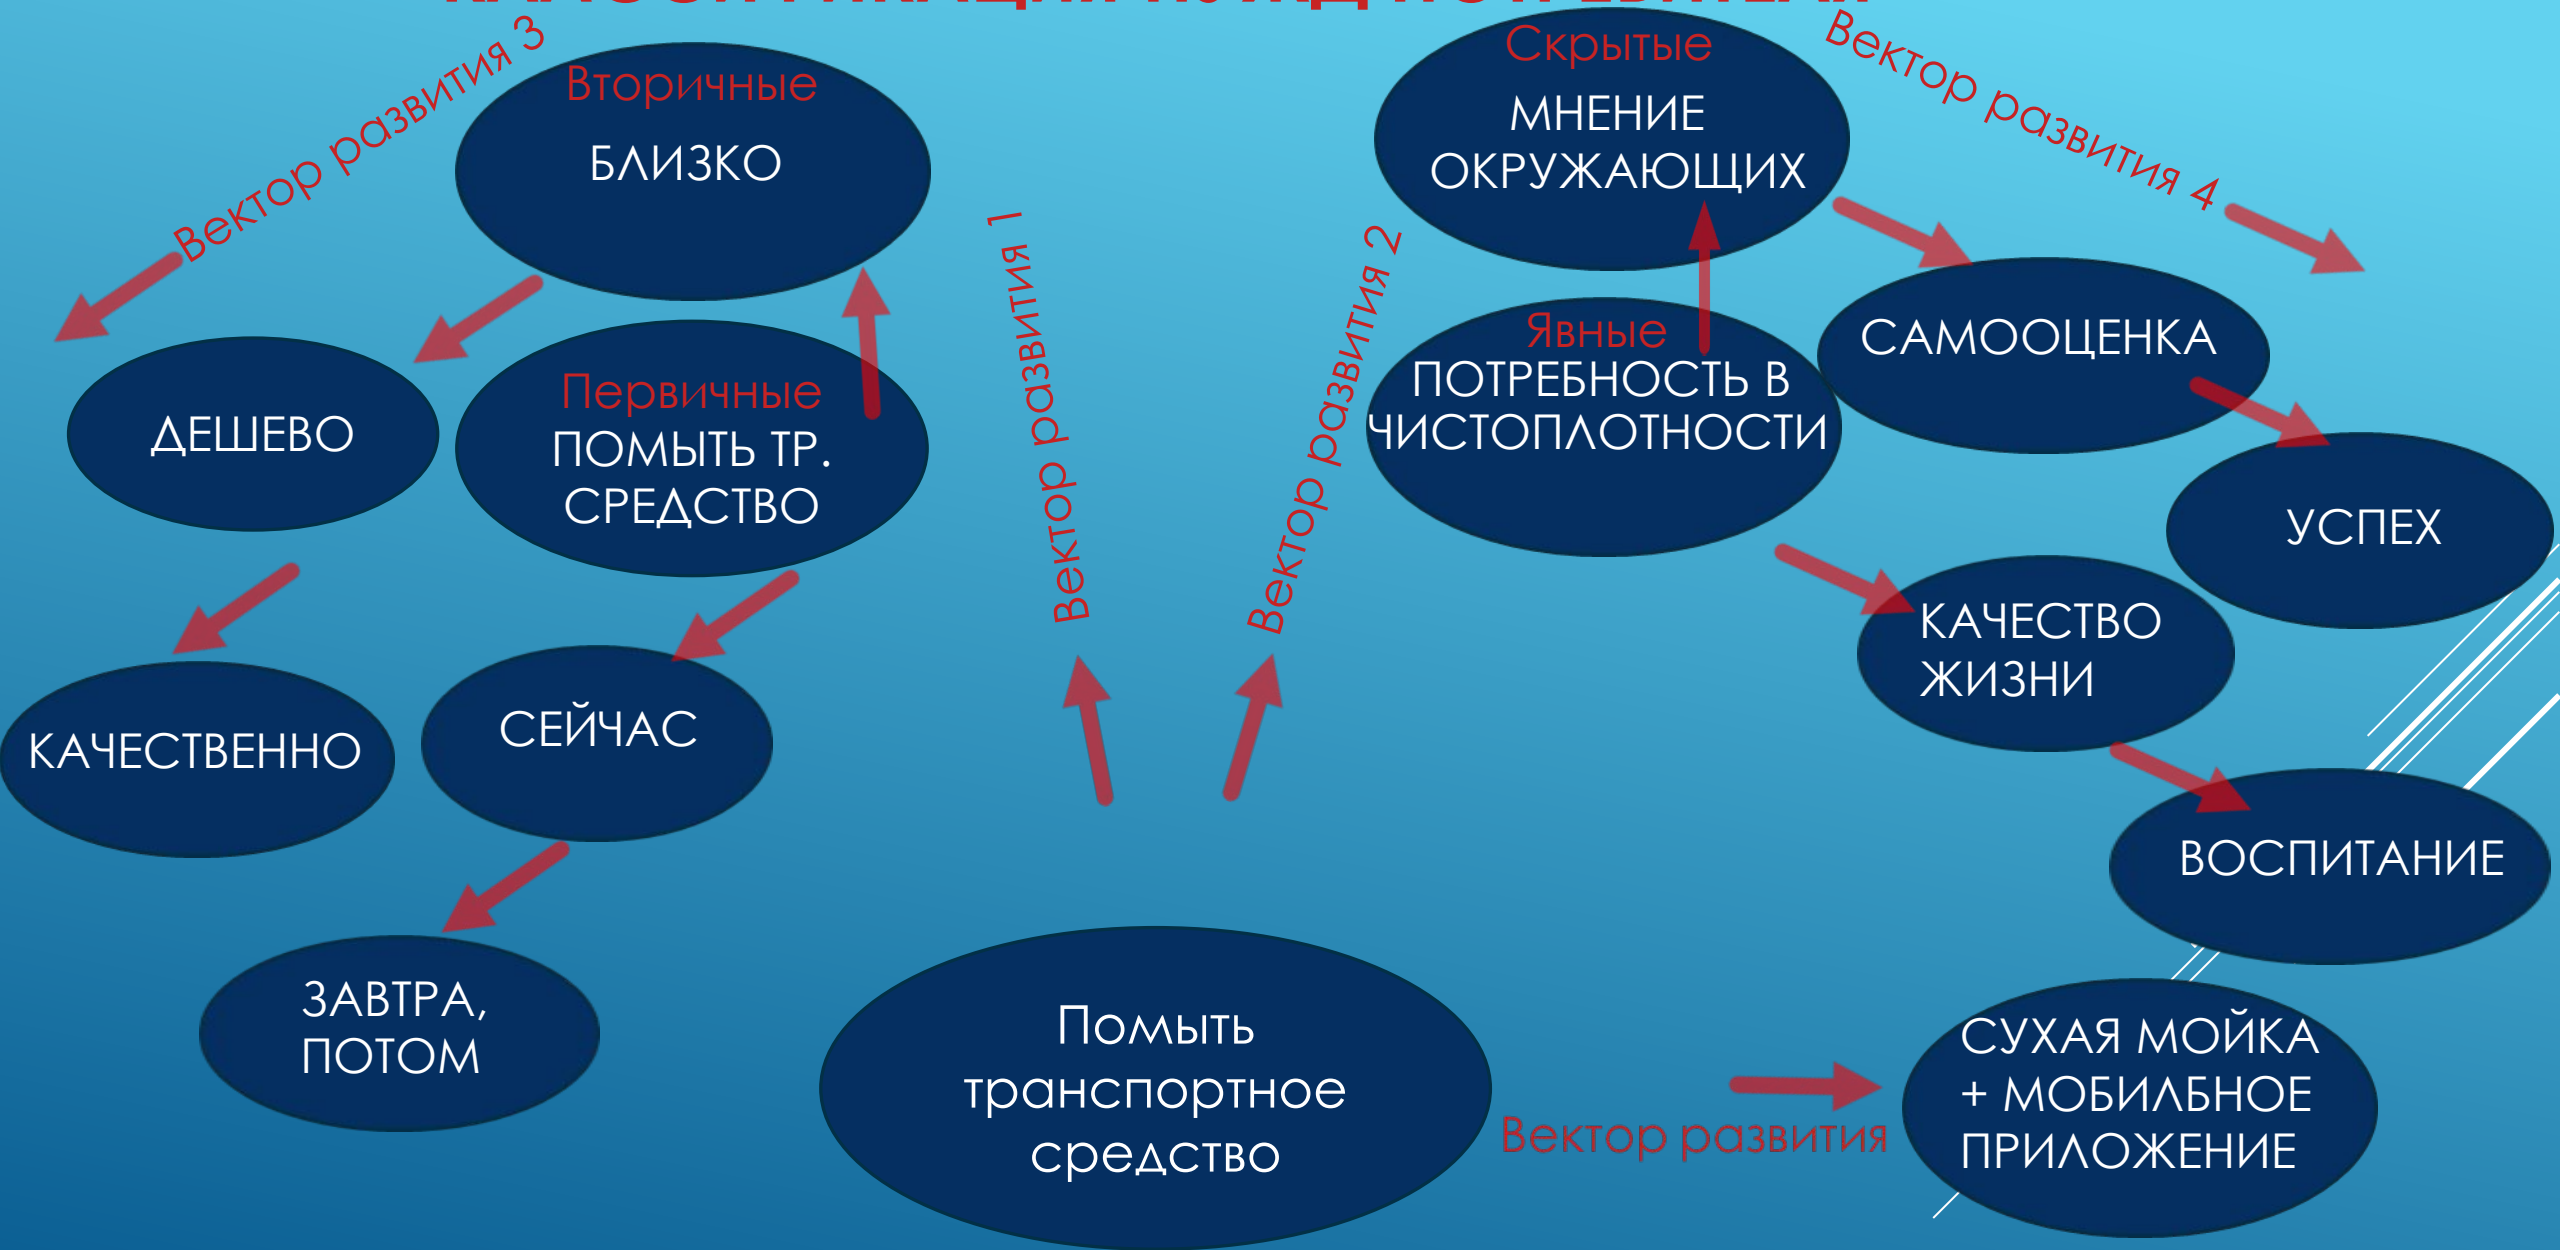 Вектор развития 3
Вторичные
БЛИЗКО
ДЕШЕВО
Первичные
ПОМЫТЬ ТР.
СРЕДСТВО
КАЧЕСТВЕННО
СЕЙЧАС
ЗАВТРА,
ПОТОМ
Вектор развития 1
Вектор развития 2
Скрытые
МНЕНИЕ
ОКРУЖАЮЩИХ
Вектор развития 4
Явные
ПОТРЕБНОСТЬ В
ЧИСТОПЛОТНОСТИ
САМООЦЕНКА
УСПЕХ
КАЧЕСТВО
ЖИЗНИ
ВОСПИТАНИЕ
Помыть
транспортное
средство
Вектор развития
СУХАЯ МОЙКА
+ МОБИЛБНОЕ
ПРИЛОЖЕНИЕ